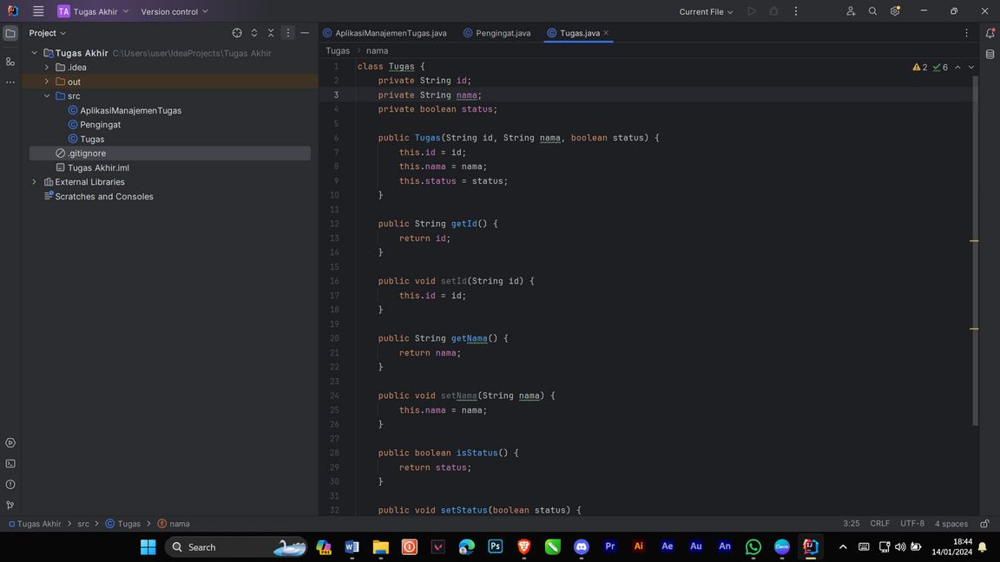 TA Tugas Akhir Version control Current File
Project
Tugas Akhir C:\Users\user\IdeaProjects\Tugas Akhir
.idea
out
src
AplikasiManajemenTugas
Pengingat
Tugas
.gitignore
Tugas Akhir.iml
External Libraries
Scratches and Consoles
AplikasiManajemenTugas.java Pengingat.java Tugas.java
Tugas > nama
2 6
1 class Tugas {
2 private String id;
3 private String nama;
4 private boolean status;
5
6 public Tugas(String id, String nama, boolean status) {
7 this.id = id;
8 this.nama = nama;
9 this.status = status;
10 }
11
12 public String getId() {
13 return id;
14 }
15
16 public void setId(String id) {
17 this.id = id;
18 }
19
20 public String getNama() {
21 return nama;
22 }
23
24 public void setNama(String nama) {
25 this.nama = nama;
26 }
27
28 public boolean isStatus() {
29 return status;
30 }
31
32 public void setStatus(boolean status) {
Tugas Akhir > src > Tugas > nama 3:25 CRLF UTF-8 4 spaces
Search Ps Pr Ai Ae Au An Canva 18:44
14/01/2024